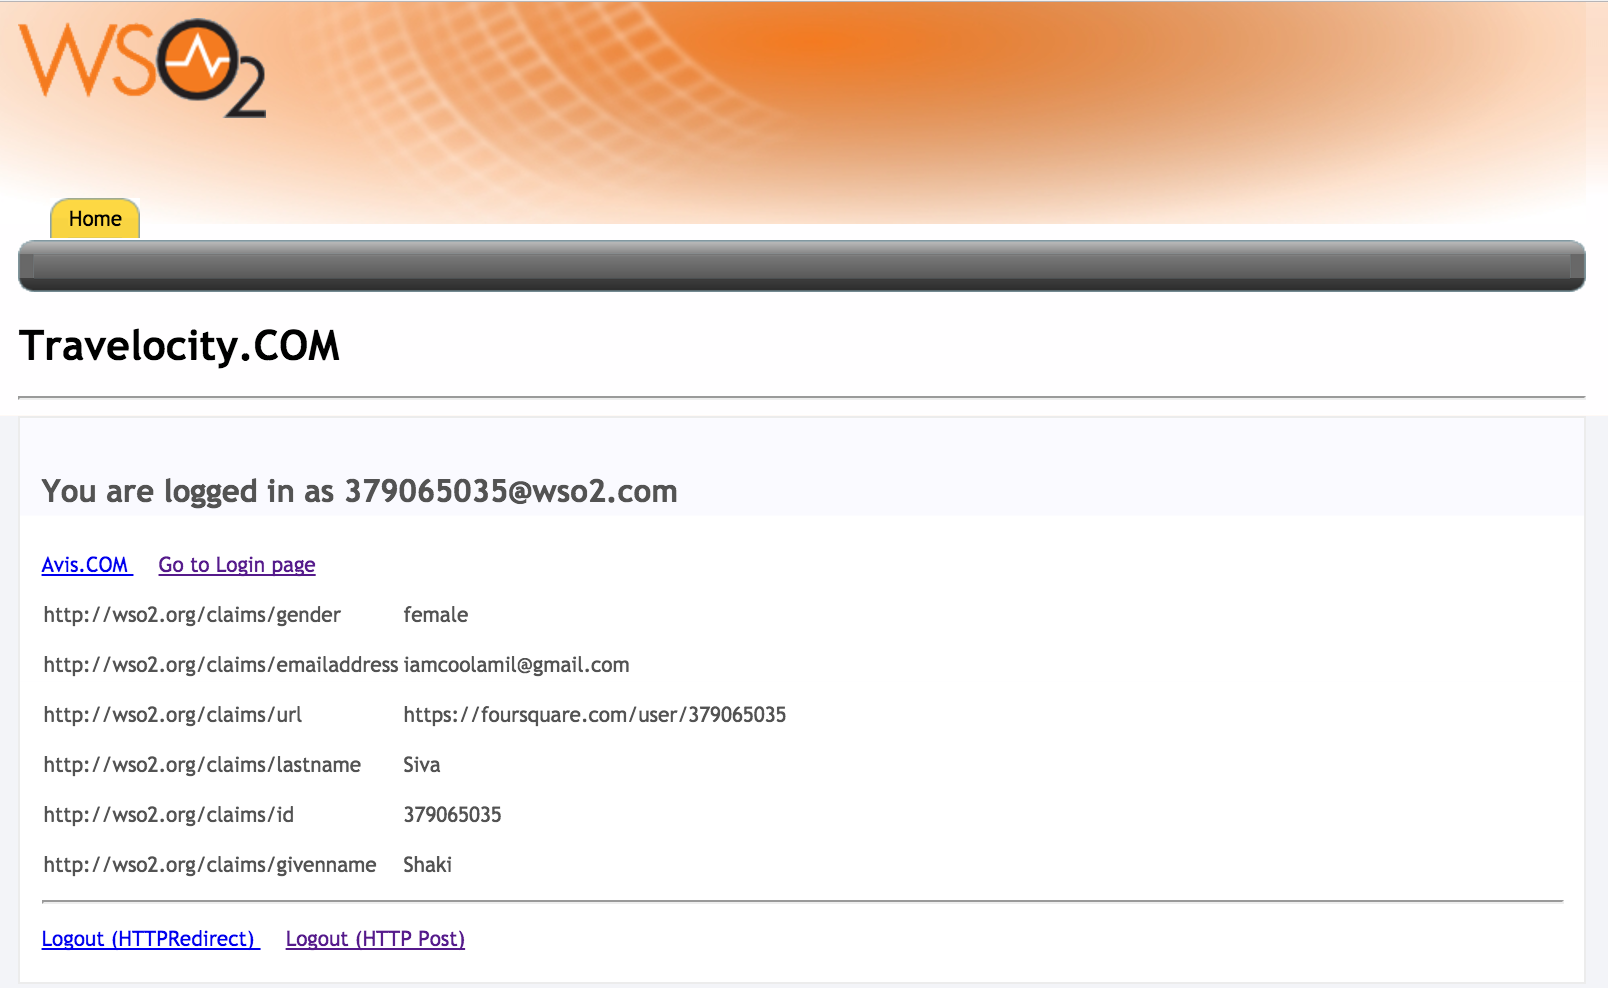 WSO2
Home
Travelocity.COM
You are logged in as 379065035@wso2.com
Avis.COM Go to Login page
http://wso2.org/claims/gender female
http://wso2.org/claims/emailaddress iamcoolamil@gmail.com
http://wso2.org/claims/url https://foursquare.com/user/379065035
http://wso2.org/claims/lastname Siva
http://wso2.org/claims/id 379065035
http://wso2.org/claims/givenname Shaki
Logout (HTTPRedirect) Logout (HTTP Post)